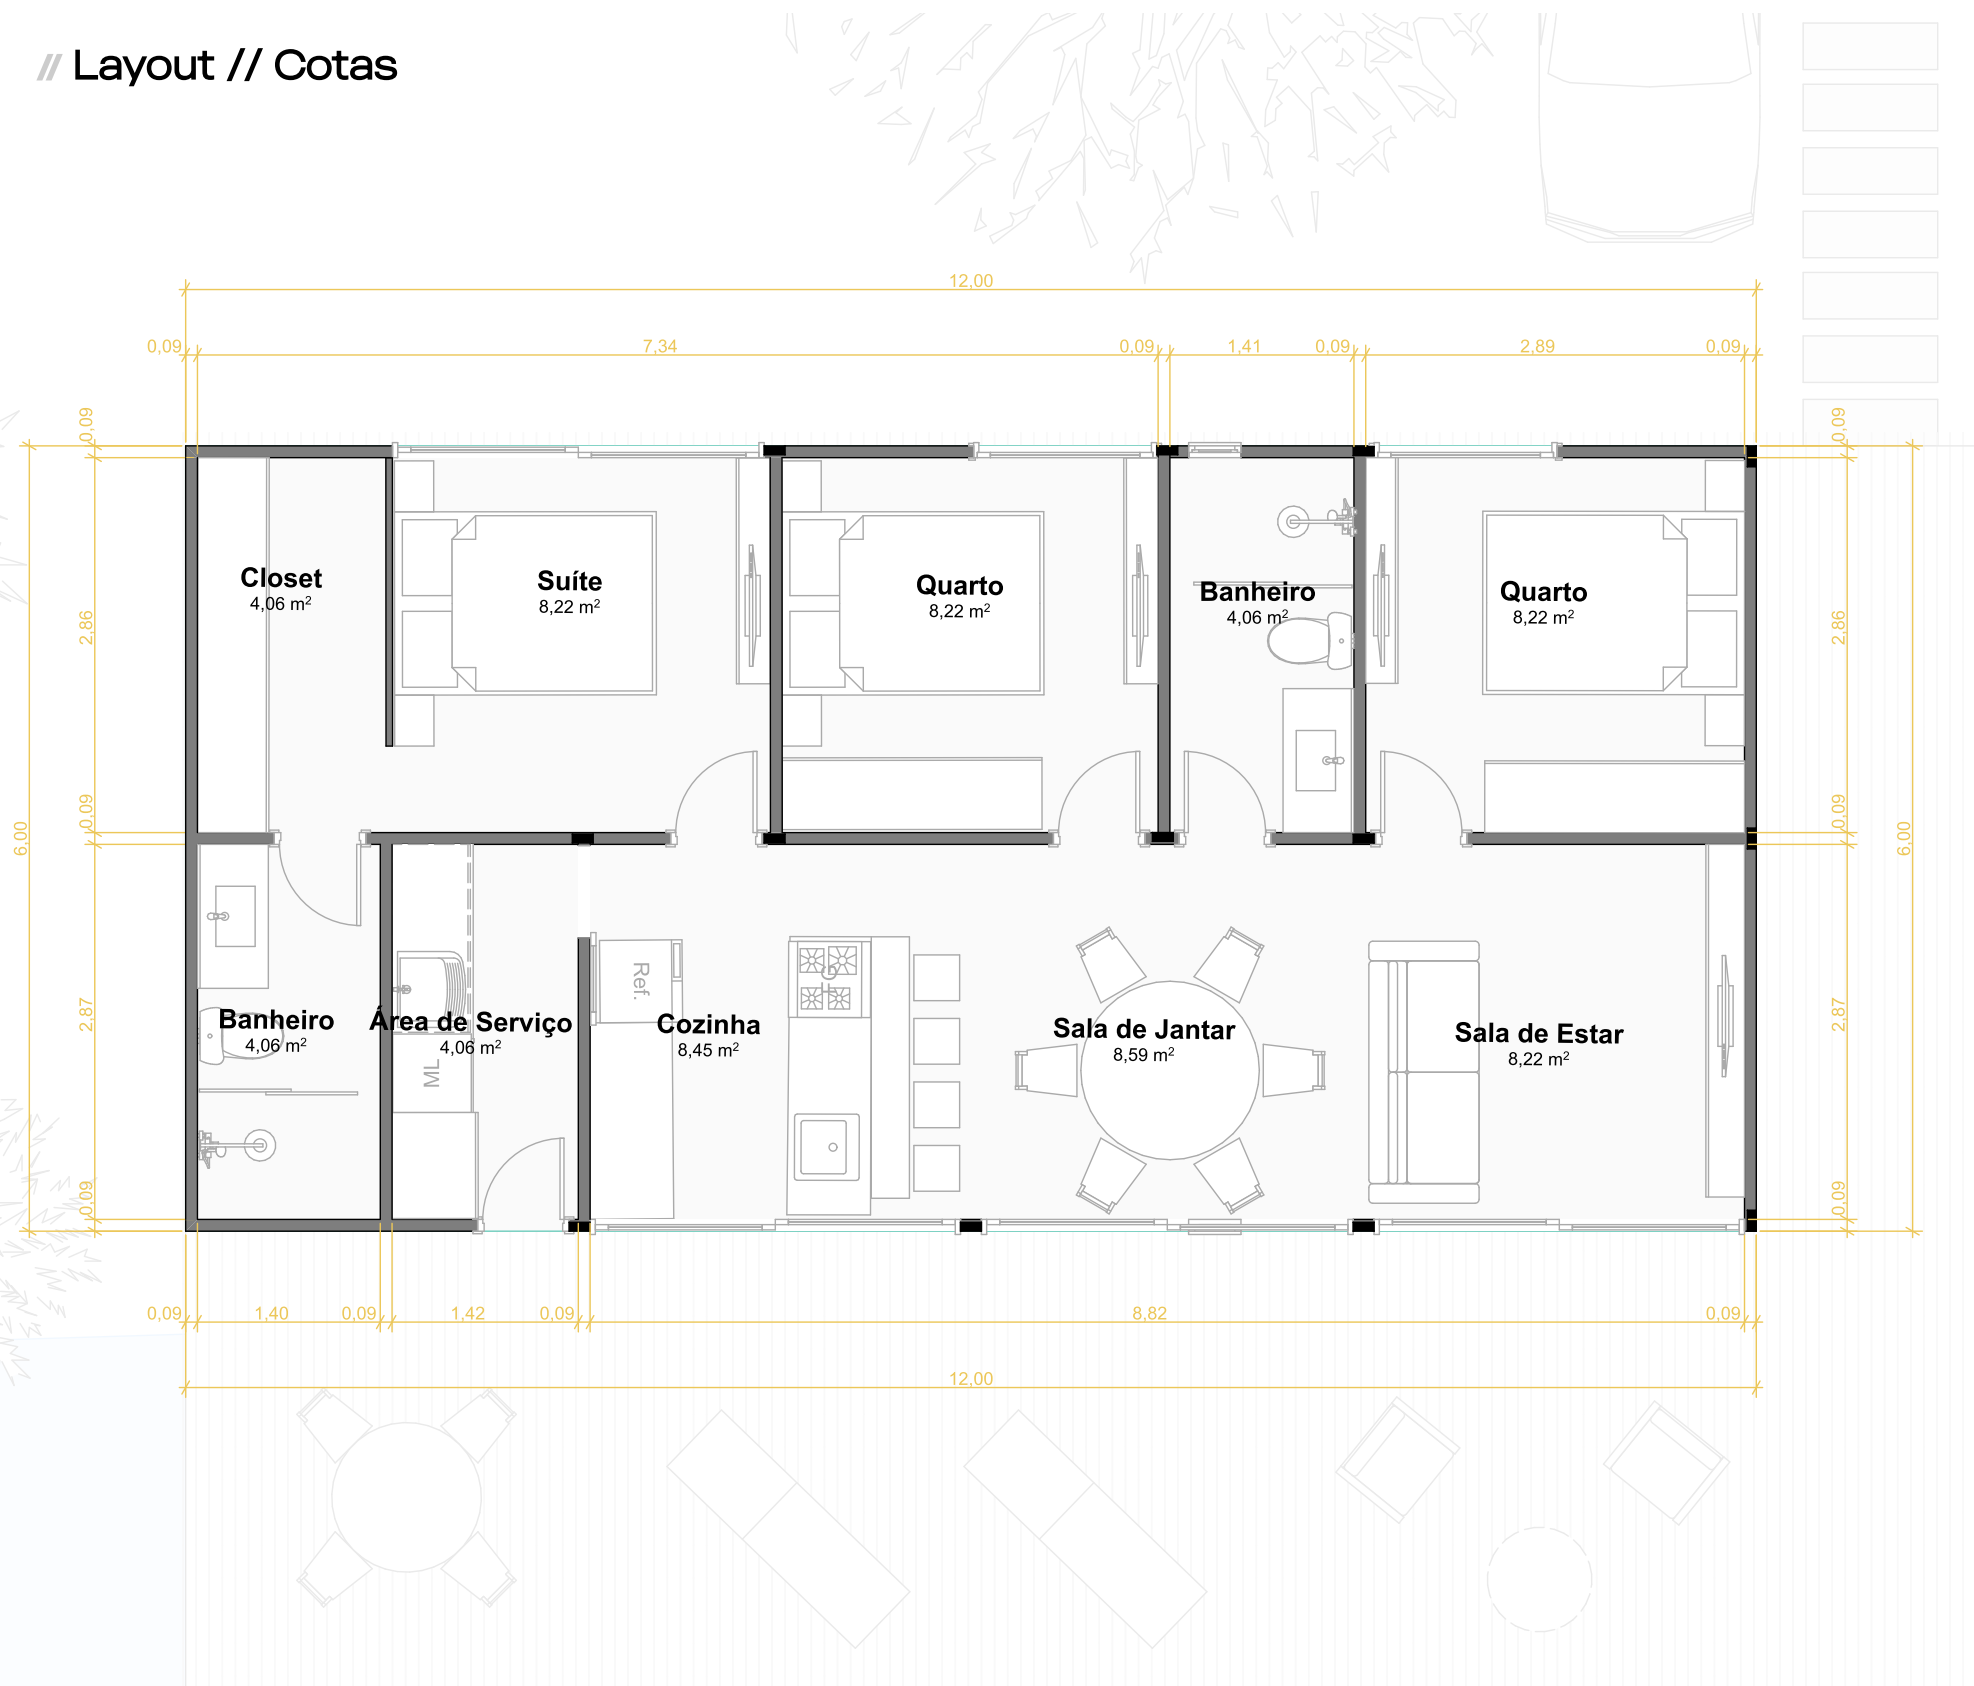 // Layout // Cotas
12,00
0,09 7,34 0,09 1,41 0,09 2,89 0,09
0,09 0,09
Closet
4,06 m²
Suíte
8,22 m²
Quarto
8,22 m²
Banheiro
4,06 m²
Quarto
8,22 m²
2,86 2,86
0,09 0,09
6,00 6,00
Ref.
ML
Banheiro
4,06 m²
Área de Serviço
4,06 m²
Cozinha
8,45 m²
Sala de Jantar
8,59 m²
Sala de Estar
8,22 m²
2,87 2,87
0,09 0,09
0,09 1,40 0,09 1,42 0,09 8,82 0,09
12,00